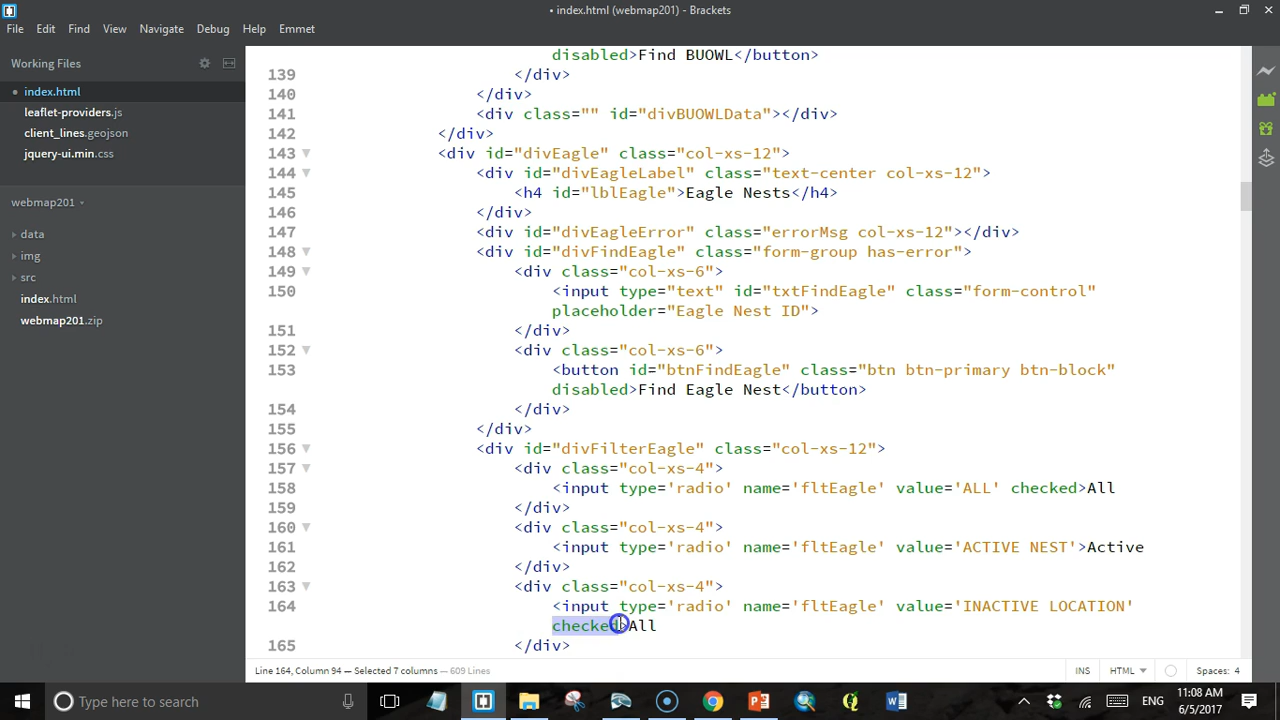 • index.html (webmap201) - Brackets
File Edit Find View Navigate Debug Help Emmet
Working Files
• index.html
leaflet-providers.js
client_lines.geojson
jquery-ui.min.css
webmap201
data
img
src
index.html
webmap201.zip
disabled>Find BUOWL</button>
139 </div>
140 </div>
141 <div class="" id="divBUOWLData"></div>
142 </div>
143 <div id="divEagle" class="col-xs-12">
144 <div id="divEagleLabel" class="text-center col-xs-12">
145 <h4 id="lblEagle">Eagle Nests</h4>
146 </div>
147 <div id="divEagleError" class="errorMsg col-xs-12"></div>
148 <div id="divFindEagle" class="form-group has-error">
149 <div class="col-xs-6">
150 <input type="text" id="txtFindEagle" class="form-control"
placeholder="Eagle Nest ID">
151 </div>
152 <div class="col-xs-6">
153 <button id="btnFindEagle" class="btn btn-primary btn-block"
disabled>Find Eagle Nest</button>
154 </div>
155 </div>
156 <div id="divFilterEagle" class="col-xs-12">
157 <div class="col-xs-4">
158 <input type='radio' name='fltEagle' value='ALL' checked>All
159 </div>
160 <div class="col-xs-4">
161 <input type='radio' name='fltEagle' value='ACTIVE NEST'>Active
162 </div>
163 <div class="col-xs-4">
164 <input type='radio' name='fltEagle' value='INACTIVE LOCATION'
checked>All
165 </div>
Line 164, Column 94 — Selected 7 columns — 609 Lines
INS HTML Spaces: 4
Type here to search
ENG
11:08 AM
6/5/2017